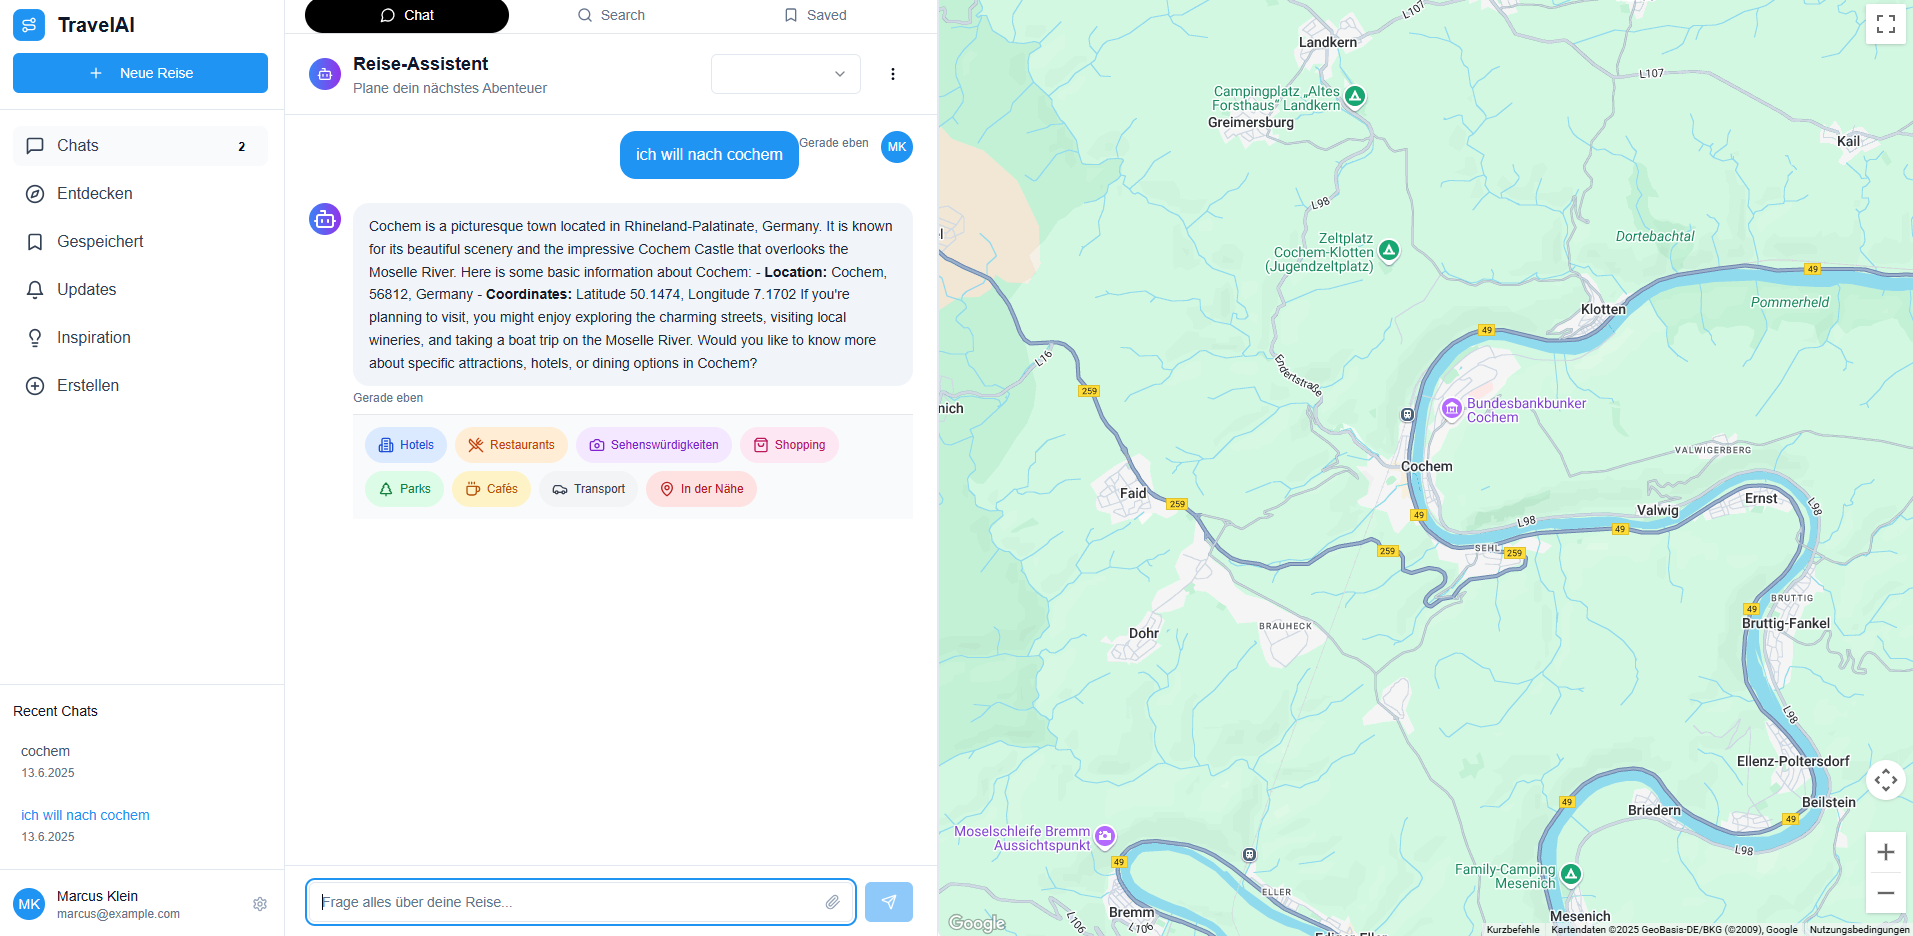 TravelAI
Neue Reise
Chats
2
Entdecken
Gespeichert
Updates
Inspiration
Erstellen
Recent Chats
cochem
13.6.2025
ich will nach cochem
13.6.2025
MK
Marcus Klein
marcus@example.com
Chat
Search
Saved
Reise-Assistent
Plane dein nächstes Abenteuer
ich will nach cochem
Gerade eben
MK
Cochem is a picturesque town located in Rhineland-Palatinate, Germany. It is known
for its beautiful scenery and the impressive Cochem Castle that overlooks the
Moselle River. Here is some basic information about Cochem: - Location: Cochem,
56812, Germany - Coordinates: Latitude 50.1474, Longitude 7.1702 If you're
planning to visit, you might enjoy exploring the charming streets, visiting local
wineries, and taking a boat trip on the Moselle River. Would you like to know more
about specific attractions, hotels, or dining options in Cochem?
Gerade eben
Hotels
Restaurants
Sehenswürdigkeiten
Shopping
Parks
Cafés
Transport
In der Nähe
Frage alles über deine Reise...
L107
Landkern
L107
Campingplatz „Altes
Forsthaus" Landkern
Greimersburg
Kail
L98
Zeltplatz
Cochem-Klotten
(Jugendzeltplatz)
Dortebachtal
49
Pommerheld
Klotten
49
L16
Endertstraße
259
nich
Bundesbankbunker
Cochem
VALWIGERBERG
Cochem
Faid
259
Ernst
L98
Valwig
49
L98
49
SEHL
259
259
BRUTTIG
49
Bruttig-Fankel
BRAUHECK
Dohr
L98
Ellenz-Poltersdorf
49
Briedern
Beilstein
49
L98
Moselschleife Bremm
Aussichtspunkt
49
Family-Camping
Mesenich
ELLER
Bremm
L106
L106
Mesenich
Ediger-Eller
Google
Kurzbefehle
Kartendaten ©2025 GeoBasis-DE/BKG (©2009), Google
Nutzungsbedingungen